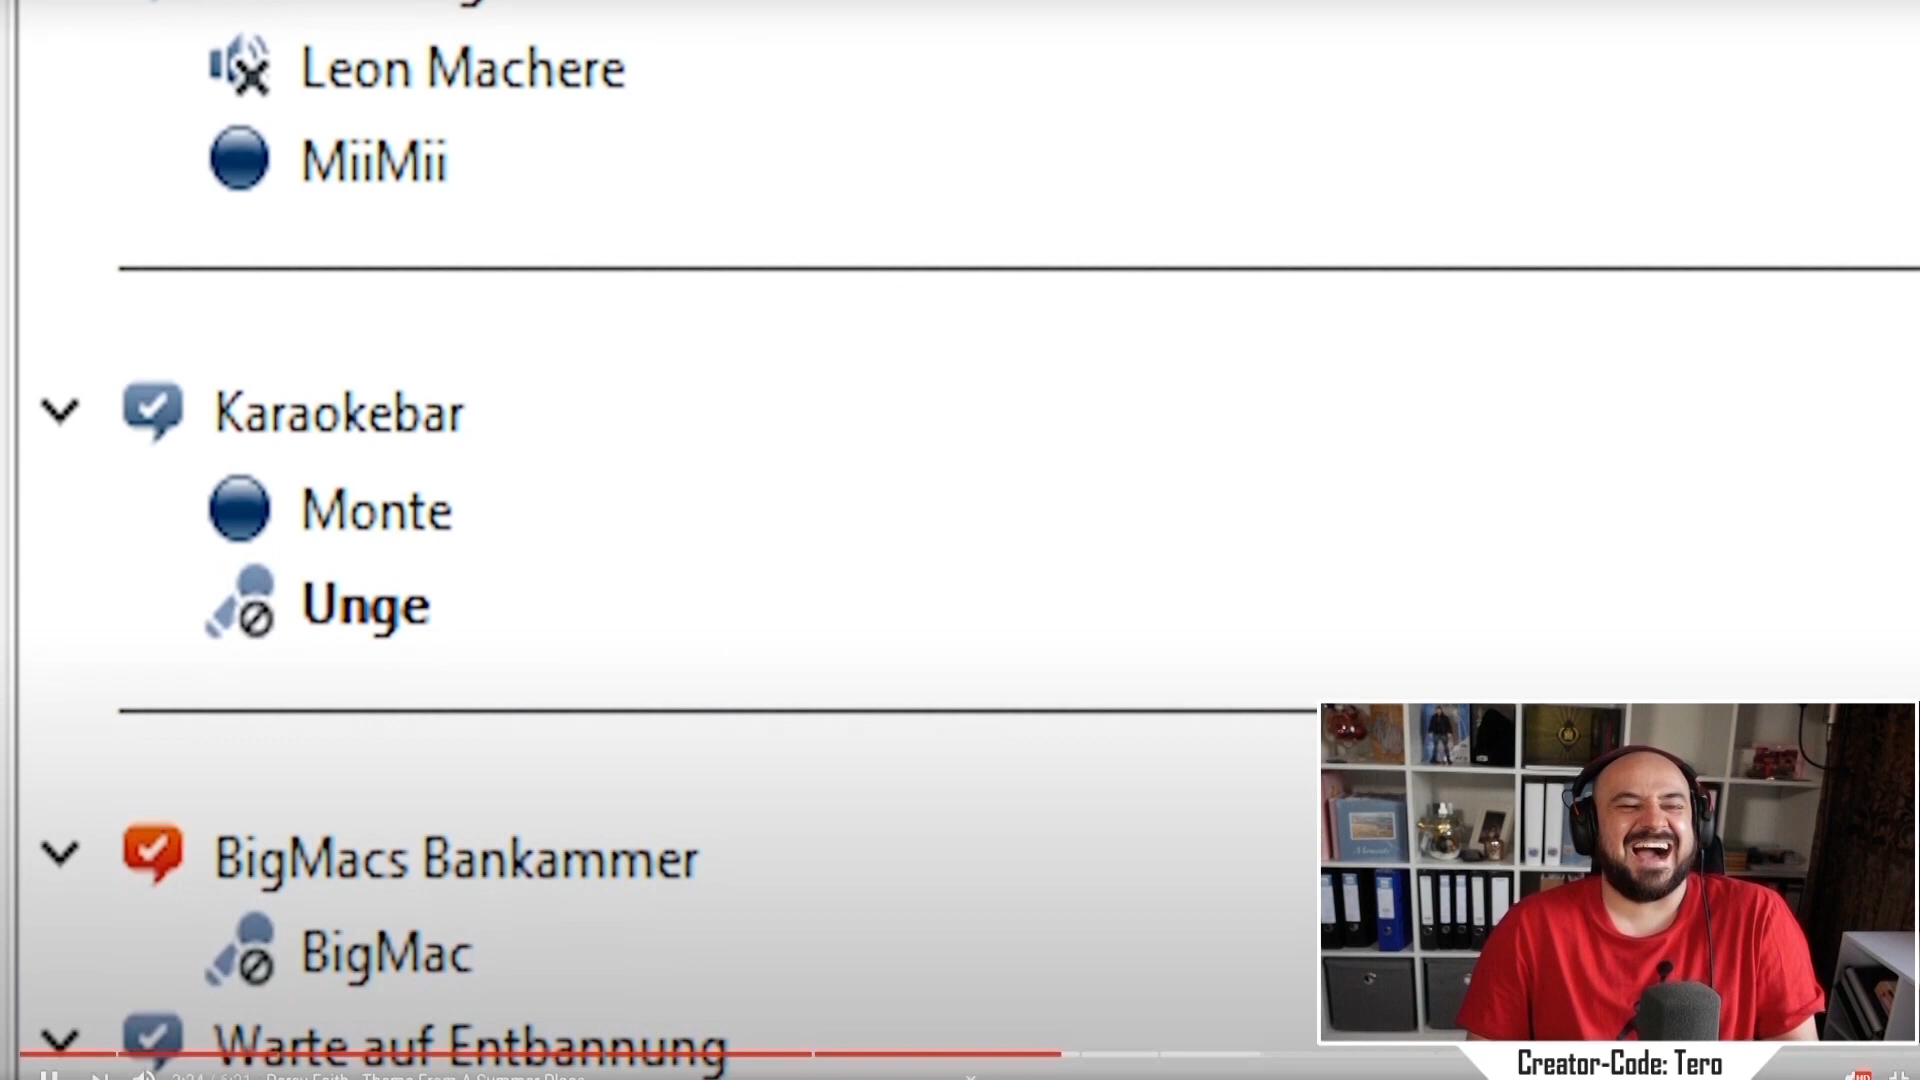 Leon Machere
MiiMii
Karaokebar
Monte
Unge
BigMacs Bankammer
BigMac
Warte auf Entbannung
Creator-Code: Tero